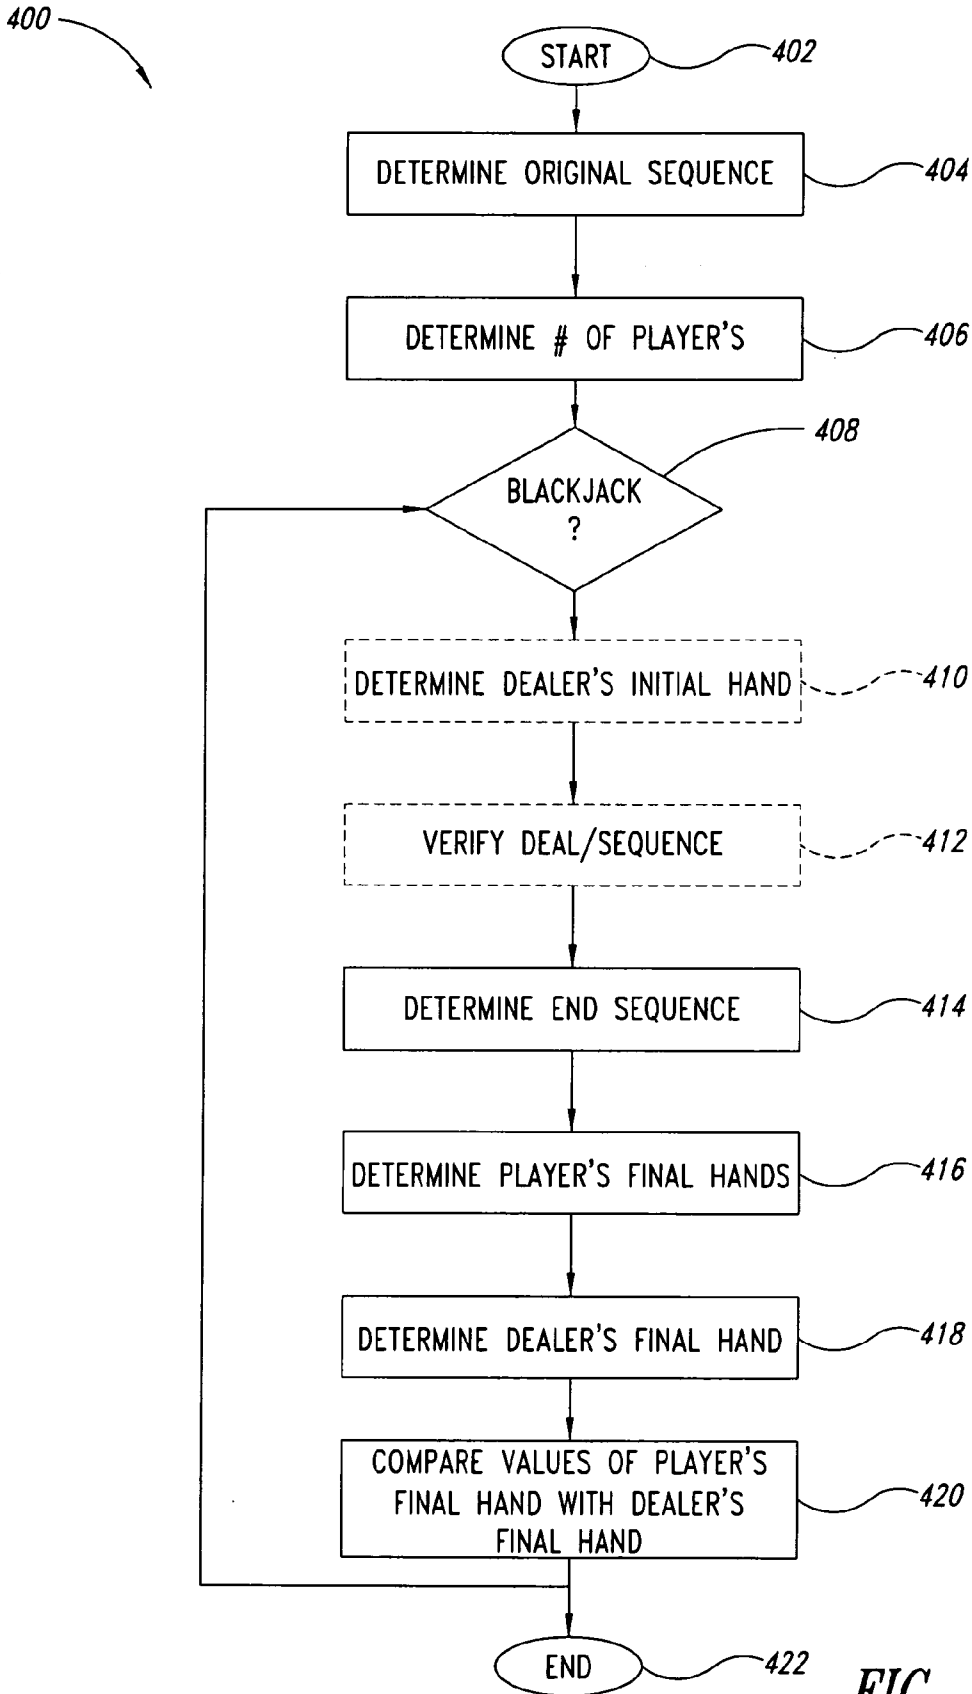 400
START
402
DETERMINE ORIGINAL SEQUENCE
404
DETERMINE # OF PLAYER'S
406
408
BLACKJACK
?
DETERMINE DEALER'S INITIAL HAND
410
VERIFY DEAL/SEQUENCE
412
DETERMINE END SEQUENCE
414
DETERMINE PLAYER'S FINAL HANDS
416
DETERMINE DEALER'S FINAL HAND
418
COMPARE VALUES OF PLAYER'S
FINAL HAND WITH DEALER'S
FINAL HAND
420
END
422
FIG